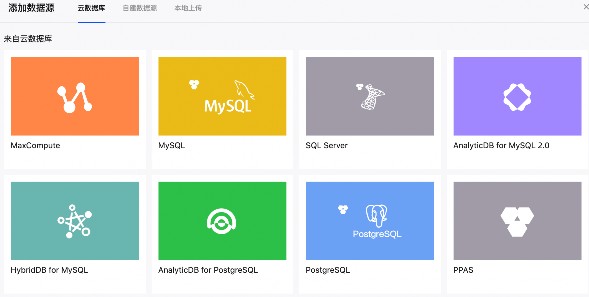 添加数据源 云数据库 自建数据源 本地上传
来自云数据库
MySQL
MaxCompute MySQL SQL Server AnalyticDB for MySQL 2.0
PostgreSQL
HybridDB for MySQL AnalyticDB for PostgreSQL PostgreSQL PPAS